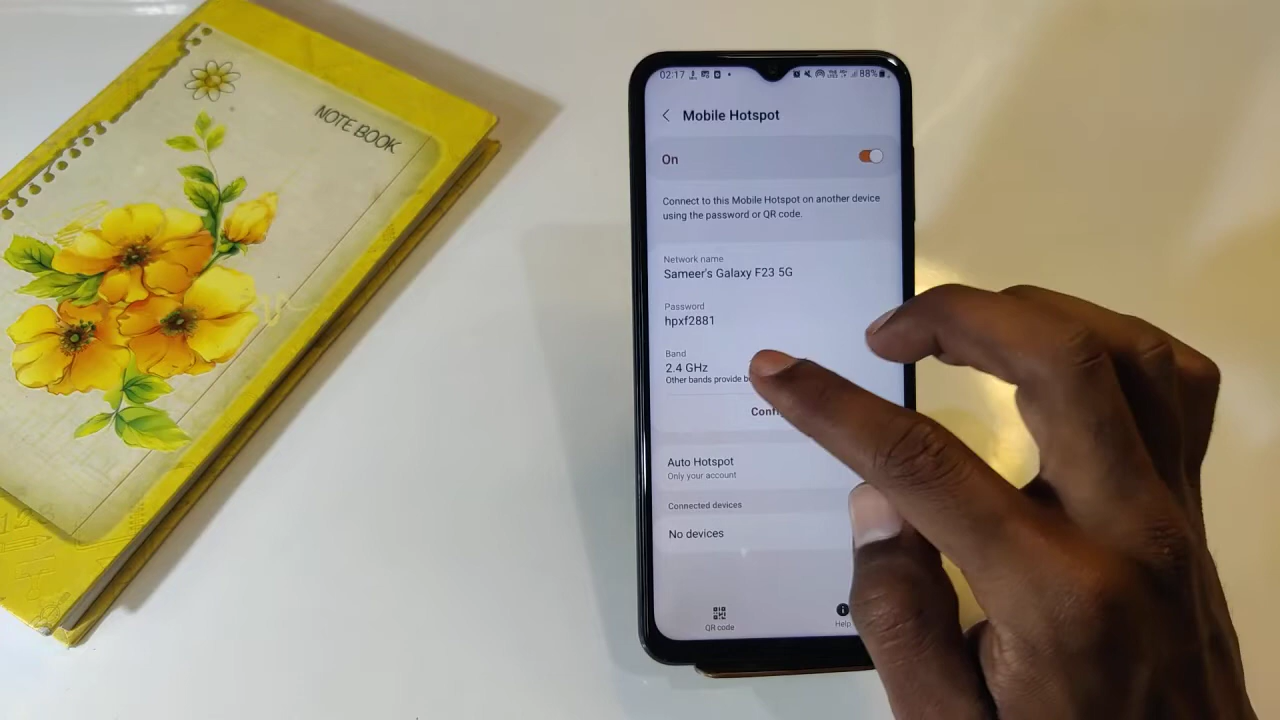 NOTE BOOK
02:17
88%
Mobile Hotspot
On
Connect to this Mobile Hotspot on another device
using the password or QR code.
Network name
Sameer's Galaxy F23 5G
Password
hpxf2881
Band
2.4 GHz
Other bands provide
Auto Hotspot
Only your account
Connected devices
No devices
QR code
Help